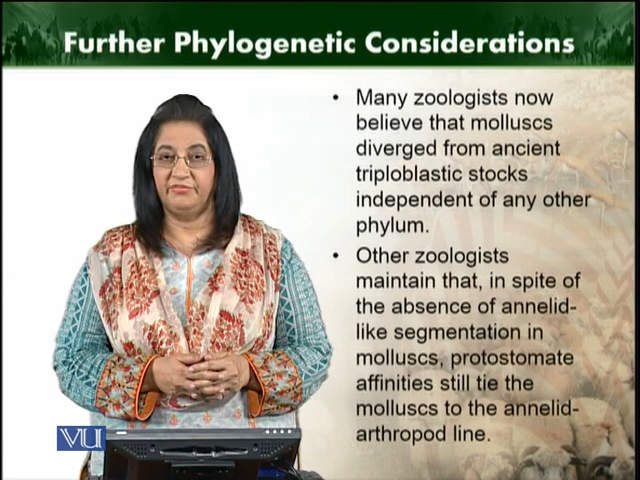 Further Phylogenetic Considerations
• Many zoologists now
believe that molluscs
diverged from ancient
triploblastic stocks
independent of any other
phylum.
• Other zoologists
maintain that, in spite of
the absence of annelid-
like segmentation in
molluscs, protostomate
affinities still tie the
molluscs to the annelid-
arthropod line.
VU